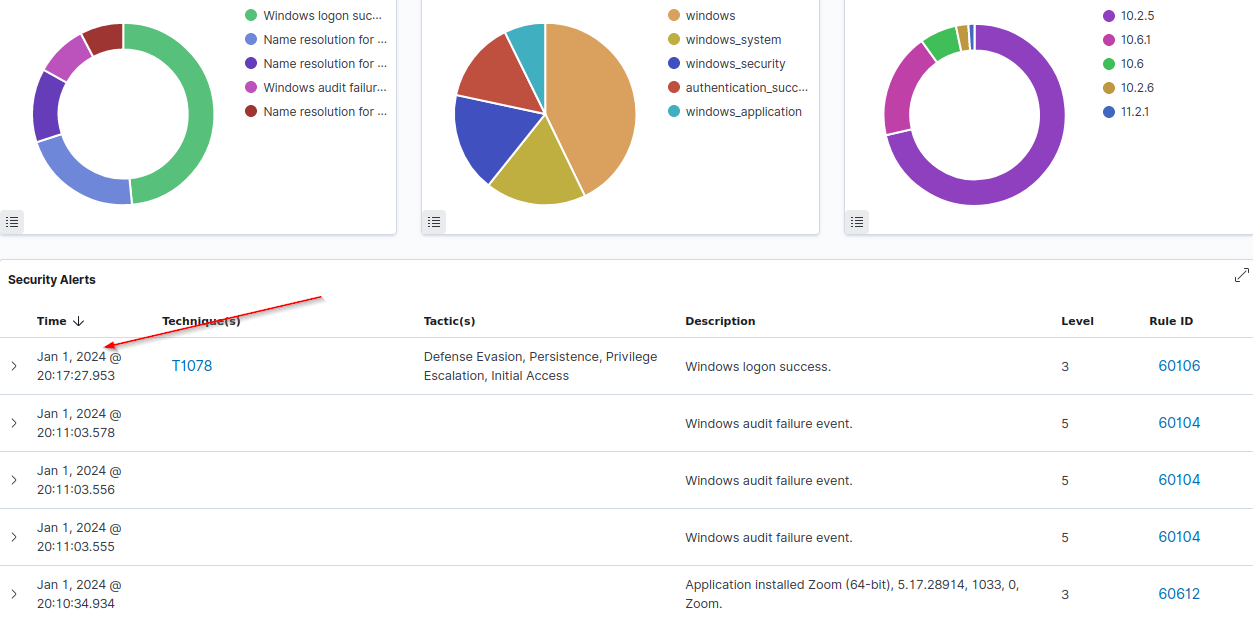 Windows logon suc...
Name resolution for ...
Name resolution for ...
Windows audit failur...
Name resolution for ...
windows
windows_system
windows_security
authentication_succ...
windows_application
10.2.5
10.6.1
10.6
10.2.6
11.2.1
Security Alerts
Time Technique(s) Tactic(s) Description Level Rule ID
Jan 1, 2024 @
20:17:27.953
T1078
Defense Evasion, Persistence, Privilege
Escalation, Initial Access
Windows logon success.
3
60106
Jan 1, 2024 @
20:11:03.578
Windows audit failure event.
5
60104
Jan 1, 2024 @
20:11:03.556
Windows audit failure event.
5
60104
Jan 1, 2024 @
20:11:03.555
Windows audit failure event.
5
60104
Jan 1, 2024 @
20:10:34.934
Application installed Zoom (64-bit), 5.17.28914, 1033, 0,
Zoom.
3
60612